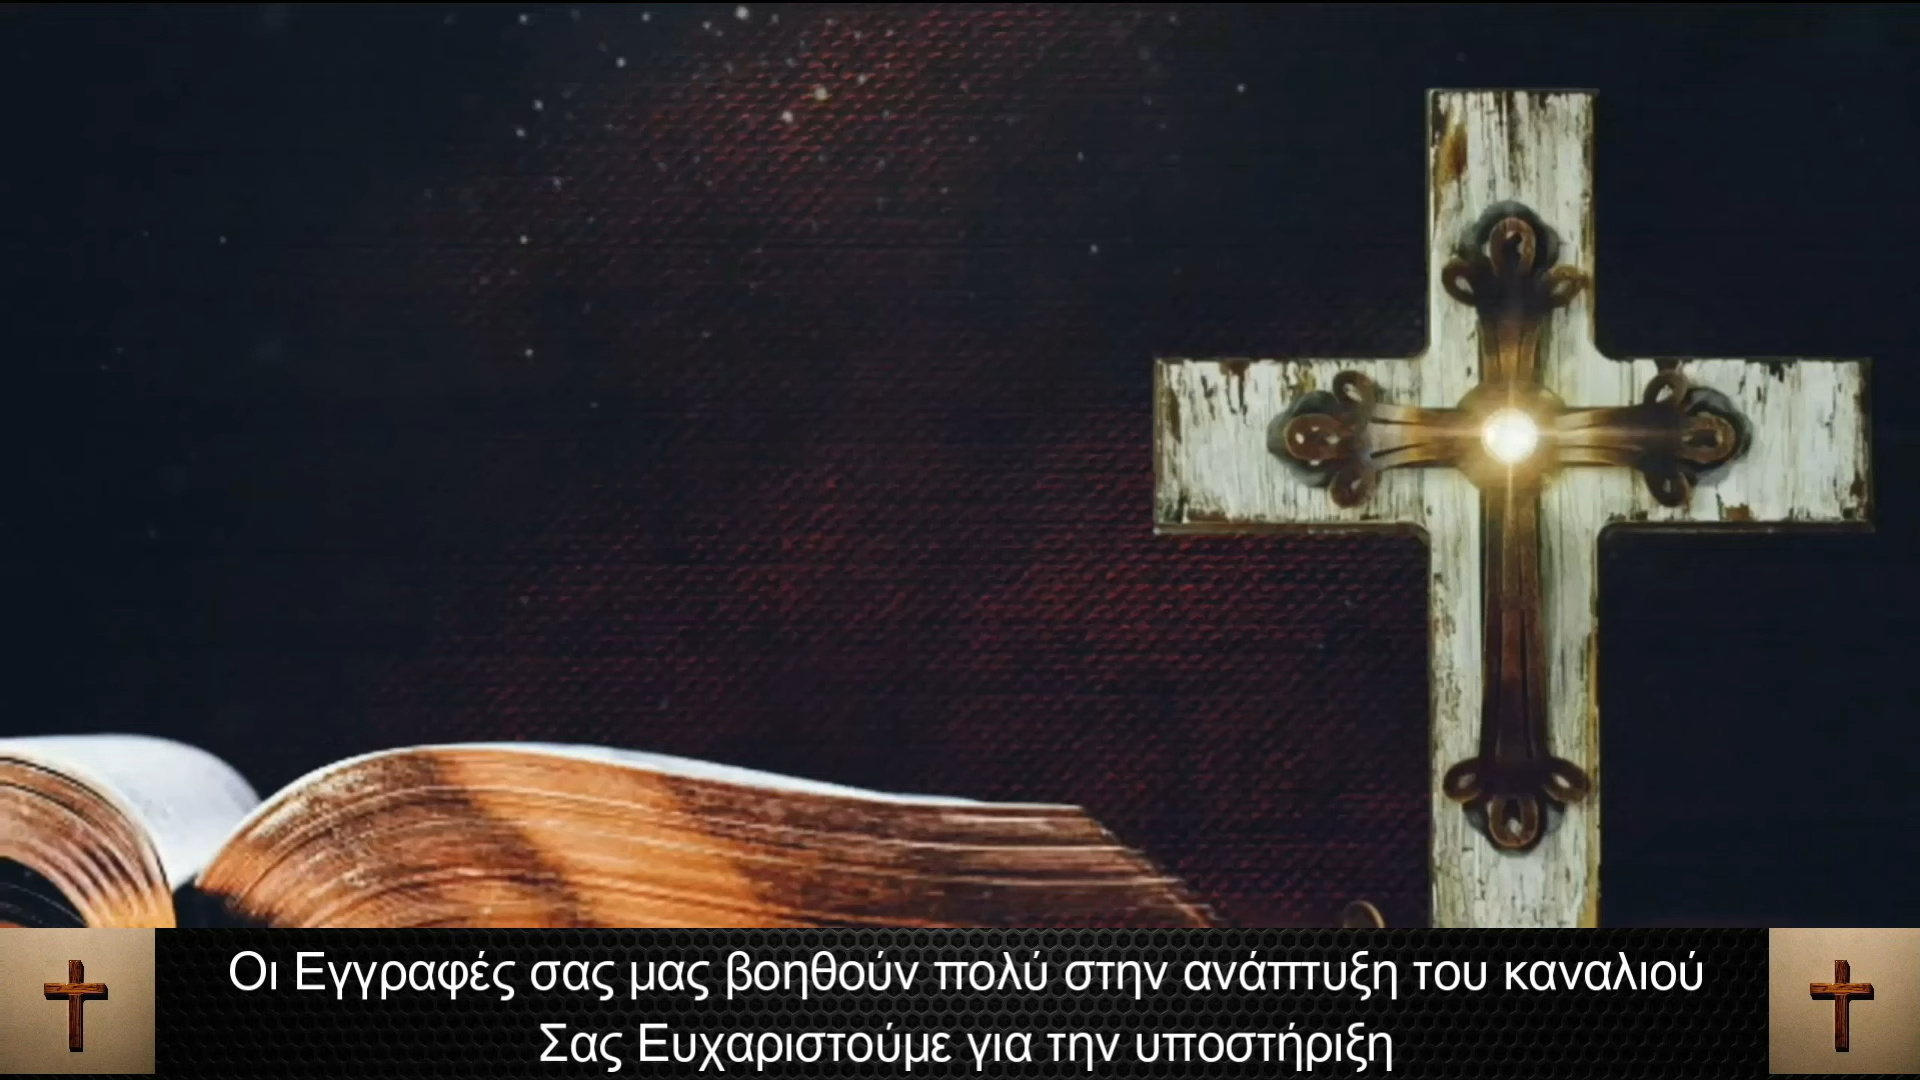 Οι Εγγραφές σας μας βοηθούν πολύ στην ανάπτυξη του καναλιού
Σας Ευχαριστούμε για την υποστήριξη